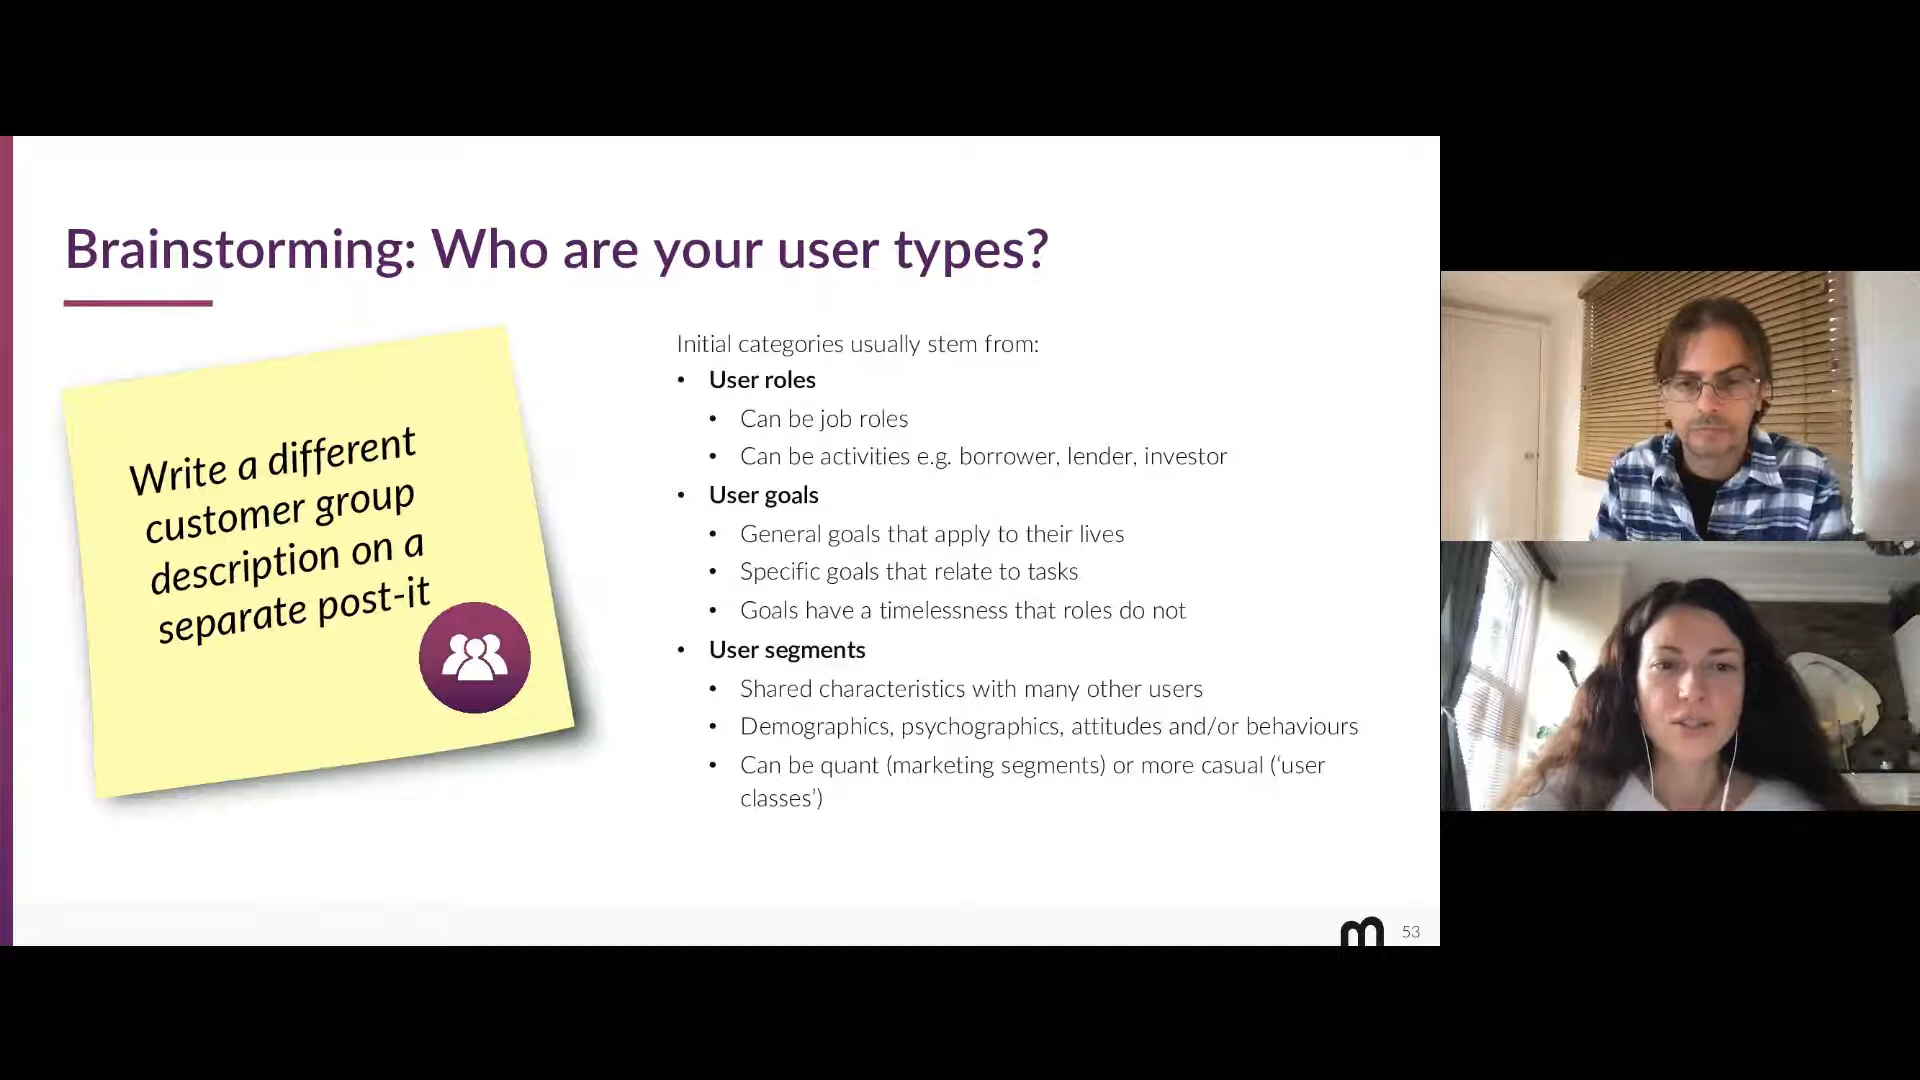 Brainstorming: Who are your user types?
Write a different
customer group
description on a
separate post-it
Initial categories usually stem from:
• User roles
• Can be job roles
• Can be activities e.g. borrower, lender, investor
• User goals
• General goals that apply to their lives
• Specific goals that relate to tasks
• Goals have a timelessness that roles do not
• User segments
• Shared characteristics with many other users
• Demographics, psychographics, attitudes and/or behaviours
• Can be quant (marketing segments) or more casual (‘user
classes’)
m
53